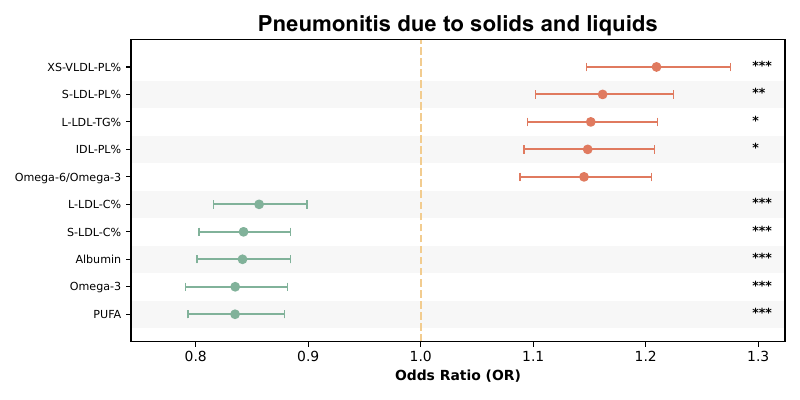 Pneumonitis due to solids and liquids
XS-VLDL-PL% ***
S-LDL-PL% **
L-LDL-TG% *
IDL-PL% *
Omega-6/Omega-3
L-LDL-C% ***
S-LDL-C% ***
Albumin ***
Omega-3 ***
PUFA ***
0.8 0.9 1.0 1.1 1.2 1.3
Odds Ratio (OR)